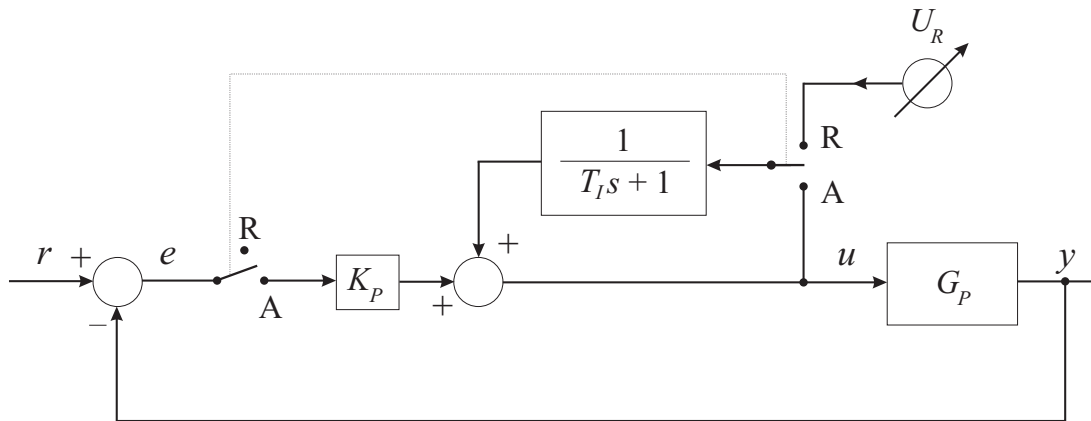 U_R
R
1
T_I s + 1
+
A
r
+
e
R
A
K_P
+
u
G_P
y
−